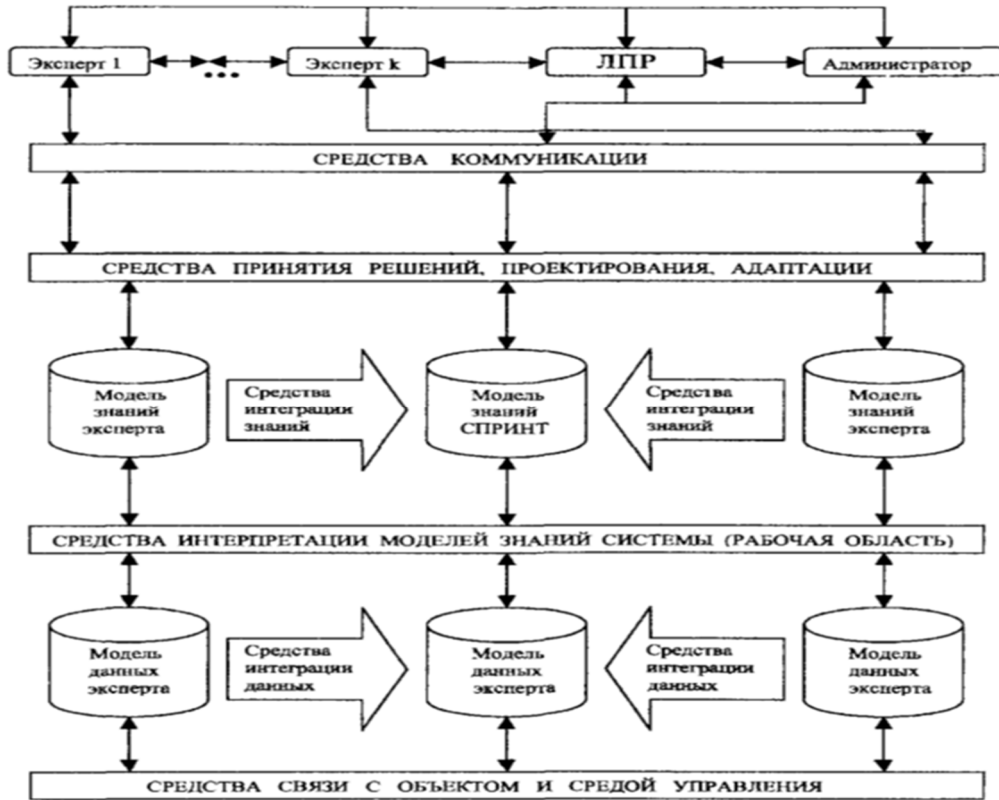 Эксперт 1
...
Эксперт k
ЛПР
Администратор
СРЕДСТВА КОММУНИКАЦИИ
СРЕДСТВА ПРИНЯТИЯ РЕШЕНИЙ, ПРОЕКТИРОВАНИЯ, АДАПТАЦИИ
Модель
знаний
эксперта
Средства
интеграции
знаний
Модель
знаний
СПРИНТ
Средства
интеграции
знаний
Модель
знаний
эксперта
СРЕДСТВА ИНТЕРПРЕТАЦИИ МОДЕЛЕЙ ЗНАНИЙ СИСТЕМЫ (РАБОЧАЯ ОБЛАСТЬ)
Модель
данных
эксперта
Средства
интеграции
данных
Модель
данных
эксперта
Средства
интеграции
данных
Модель
данных
эксперта
СРЕДСТВА СВЯЗИ С ОБЪЕКТОМ И СРЕДОЙ УПРАВЛЕНИЯ